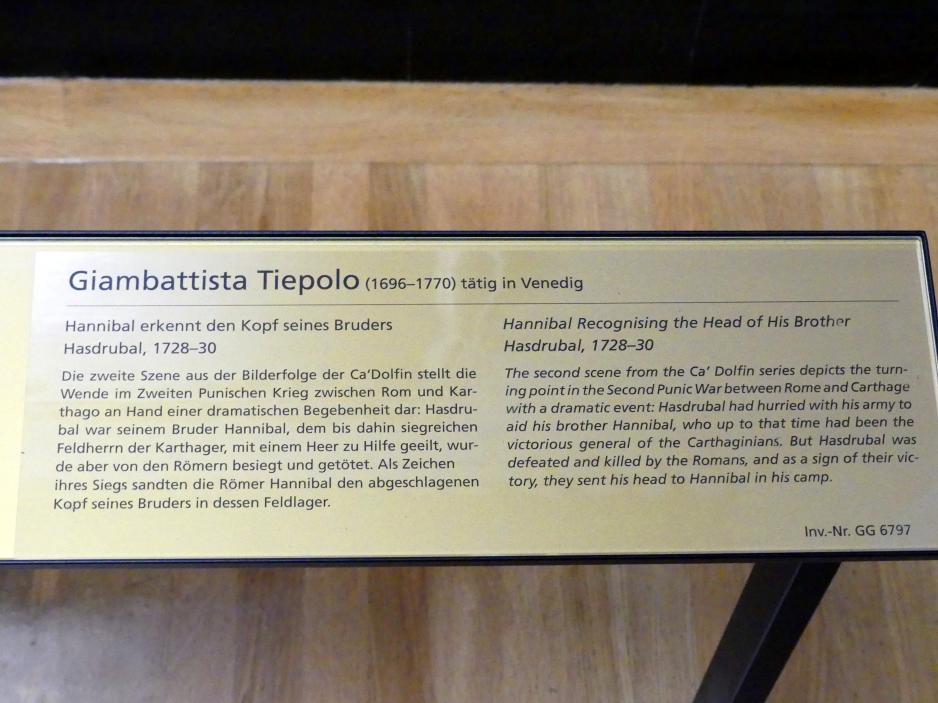 Giambattista Tiepolo (1696–1770) tätig in Venedig
Hannibal erkennt den Kopf seines Bruders
Hasdrubal, 1728–30
Die zweite Szene aus der Bilderfolge der Ca'Dolfin stellt die
Wende im Zweiten Punischen Krieg zwischen Rom und Kar-
thago an Hand einer dramatischen Begebenheit dar: Hasdru-
bal war seinem Bruder Hannibal, dem bis dahin siegreichen
Feldherrn der Karthager, mit einem Heer zu Hilfe geeilt, wur-
de aber von den Römern besiegt und getötet. Als Zeichen
ihres Siegs sandten die Römer Hannibal den abgeschlagenen
Kopf seines Bruders in dessen Feldlager.
Hannibal Recognising the Head of His Brother
Hasdrubal, 1728–30
The second scene from the Ca' Dolfin series depicts the turn-
ing point in the Second Punic War between Rome and Carthage
with a dramatic event: Hasdrubal had hurried with his army to
aid his brother Hannibal, who up to that time had been the
victorious general of the Carthaginians. But Hasdrubal was
defeated and killed by the Romans, and as a sign of their vic-
tory, they sent his head to Hannibal in his camp.
Inv.-Nr. GG 6797